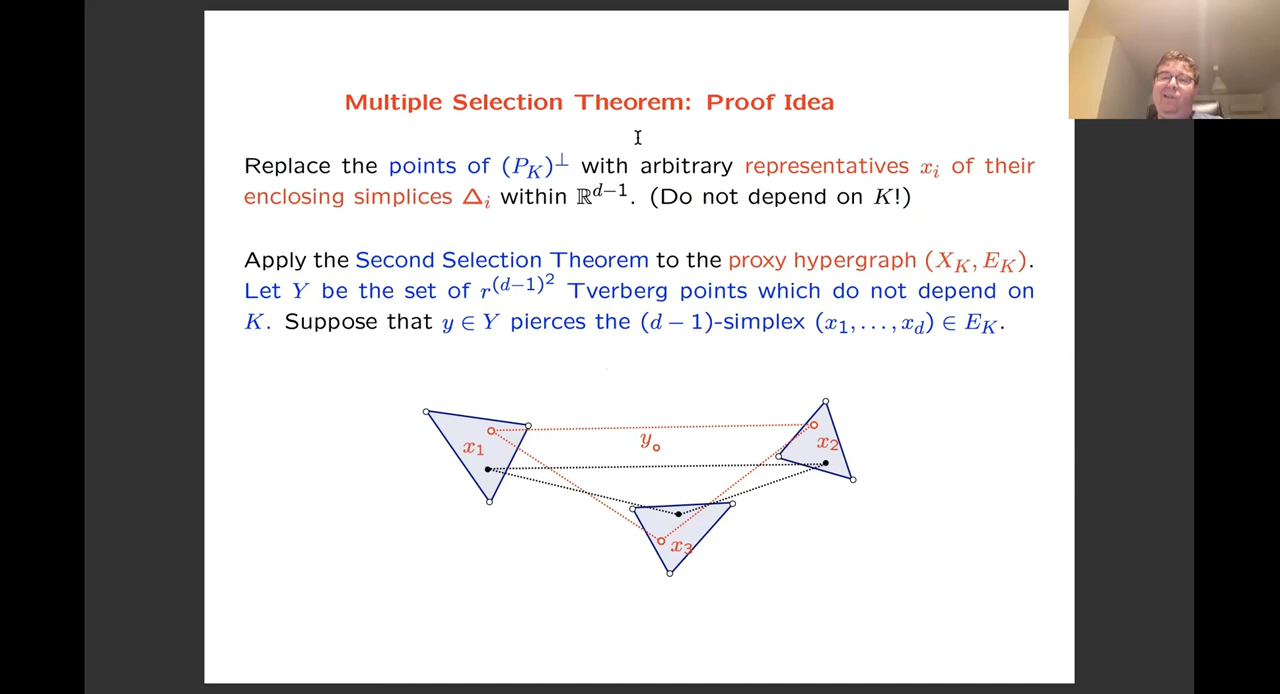 Multiple Selection Theorem: Proof Idea
Replace the points of (P_K)^⊥ with arbitrary representatives x_i of their
enclosing simplices Δ_i within ℝ^{d−1}. (Do not depend on K!)
Apply the Second Selection Theorem to the proxy hypergraph (X_K, E_K).
Let Y be the set of r^{(d−1)^2} Tverberg points which do not depend on
K. Suppose that y ∈ Y pierces the (d − 1)-simplex (x_1, . . . , x_d) ∈ E_K.
x_1
y
x_2
x_3